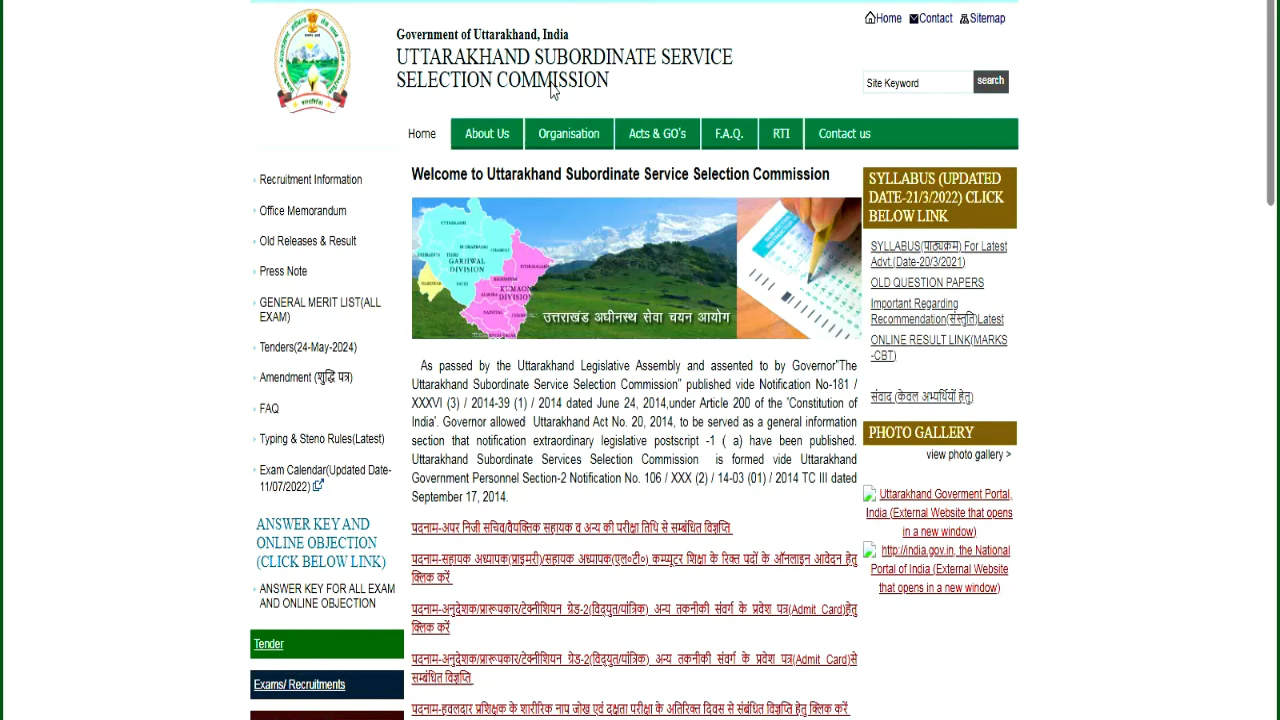 Home Contact Sitemap
Government of Uttarakhand, India
UTTARAKHAND SUBORDINATE SERVICE
SELECTION COMMISSION
Site Keyword search
Home About Us Organisation Acts & GO's F.A.Q. RTI Contact us
Recruitment Information
Office Memorandum
Old Releases & Result
Press Note
GENERAL MERIT LIST(ALL
EXAM)
Tenders(24-May-2024)
Amendment (शुद्धि पत्र)
FAQ
Typing & Steno Rules(Latest)
Exam Calendar(Updated Date-
11/07/2022)
ANSWER KEY AND
ONLINE OBJECTION
(CLICK BELOW LINK)
ANSWER KEY FOR ALL EXAM
AND ONLINE OBJECTION
Tender
Exams/ Recruitments
Welcome to Uttarakhand Subordinate Service Selection Commission
GARHWAL
DIVISION
KUMAON
DIVISION
उत्तराखंड अधीनस्थ सेवा चयन आयोग
As passed by the Uttarakhand Legislative Assembly and assented to by Governor"The
Uttarakhand Subordinate Service Selection Commission" published vide Notification No-181 /
XXXVI (3) / 2014-39 (1) / 2014 dated June 24, 2014,under Article 200 of the 'Constitution of
India'. Governor allowed Uttarakhand Act No. 20, 2014, to be served as a general information
section that notification extraordinary legislative postscript -1 ( a) have been published.
Uttarakhand Subordinate Services Selection Commission is formed vide Uttarakhand
Government Personnel Section-2 Notification No. 106 / XXX (2) / 14-03 (01) / 2014 TC III dated
September 17, 2014.
पदनाम-अपर निजी सचिव/वैयक्तिक सहायक व अन्य की परीक्षा तिथि से सम्बंधित विज्ञप्ति
पदनाम-सहायक अध्यापक(प्राइमरी)/सहायक अध्यापक(एल०टी०) कम्प्यूटर शिक्षा के रिक्त पदों के ऑनलाइन आवेदन हेतु
क्लिक करें
पदनाम-अनुदेशक/प्रारूपकार/टेक्नीशियन ग्रेड-2(विद्युत/यांत्रिक) अन्य तकनीकी संवर्ग के प्रवेश पत्र(Admit Card)हेतु
क्लिक करें
पदनाम-अनुदेशक/प्रारूपकार/टेक्नीशियन ग्रेड-2(विद्युत/यांत्रिक) अन्य तकनीकी संवर्ग के प्रवेश पत्र(Admit Card)से
सम्बंधित विज्ञप्ति
पदनाम-हवलदार प्रशिक्षक के शारीरिक नाप जोख एवं दक्षता परीक्षा के अतिरिक्त दिवस से संबंधित विज्ञप्ति हेतु क्लिक करें
SYLLABUS (UPDATED
DATE-21/3/2022) CLICK
BELOW LINK
SYLLABUS(पाठ्यक्रम) For Latest
Advt.(Date-20/3/2021)
OLD QUESTION PAPERS
Important Regarding
Recommendation(संस्तुति)Latest
ONLINE RESULT LINK(MARKS
-CBT)
संवाद (केवल अभ्यर्थियों हेतु)
PHOTO GALLERY
view photo gallery >
Uttarakhand Goverment Portal,
India (External Website that opens
in a new window)
http://india.gov.in, the National
Portal of India (External Website
that opens in a new window)